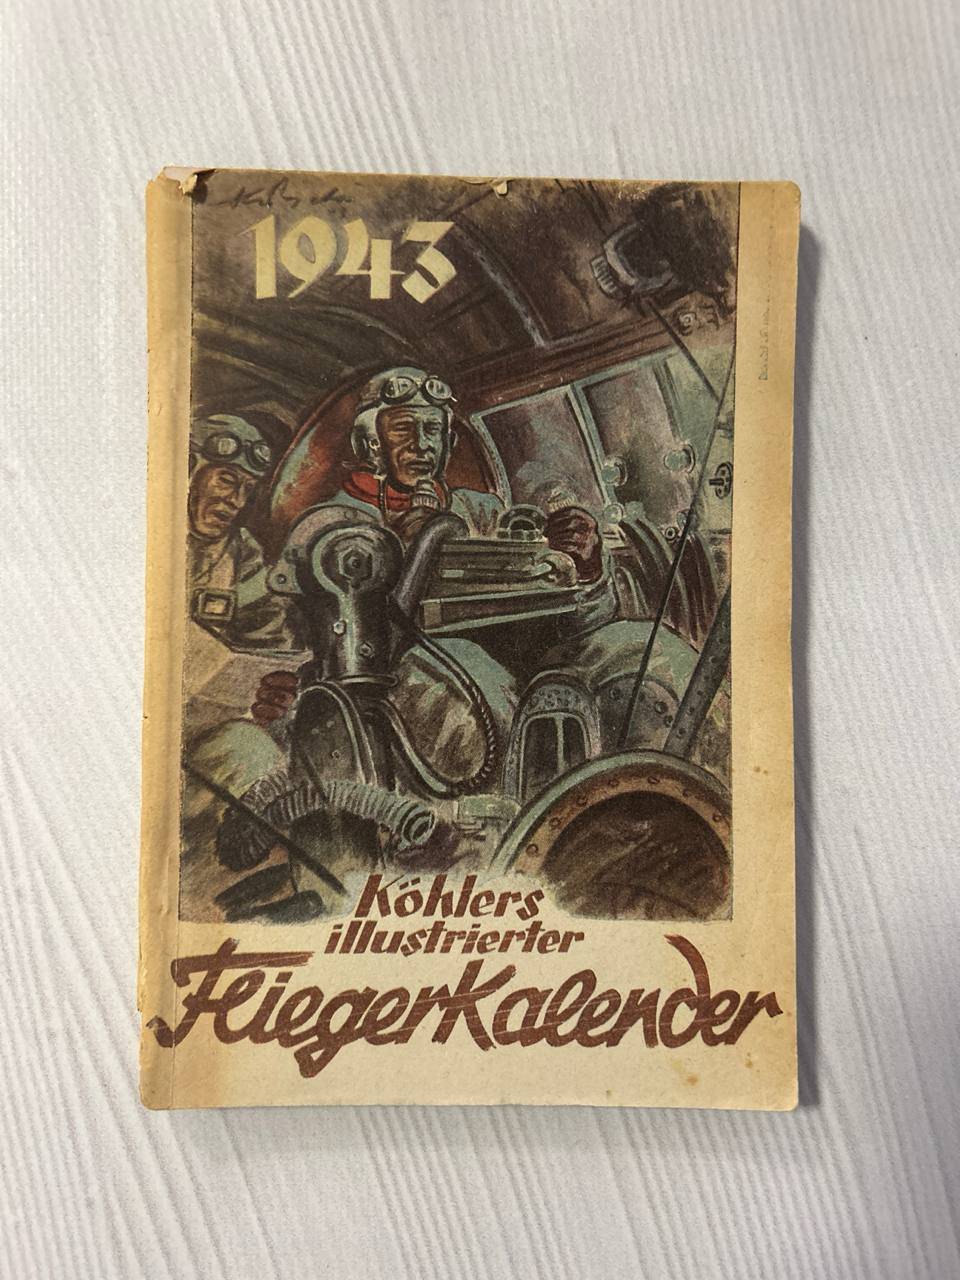 1943
Köhlers
illustrierter
FliegerKalender